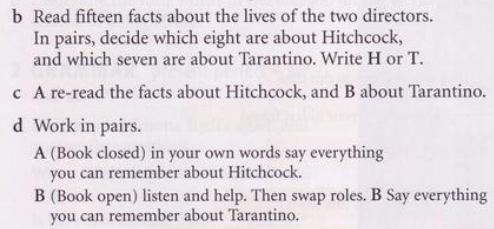 b Read fifteen facts about the lives of the two directors.
In pairs, decide which eight are about Hitchcock,
and which seven are about Tarantino. Write H or T.
c A re-read the facts about Hitchcock, and B about Tarantino.
d Work in pairs.
A (Book closed) in your own words say everything
you can remember about Hitchcock.
B (Book open) listen and help. Then swap roles. B Say everything
you can remember about Tarantino.